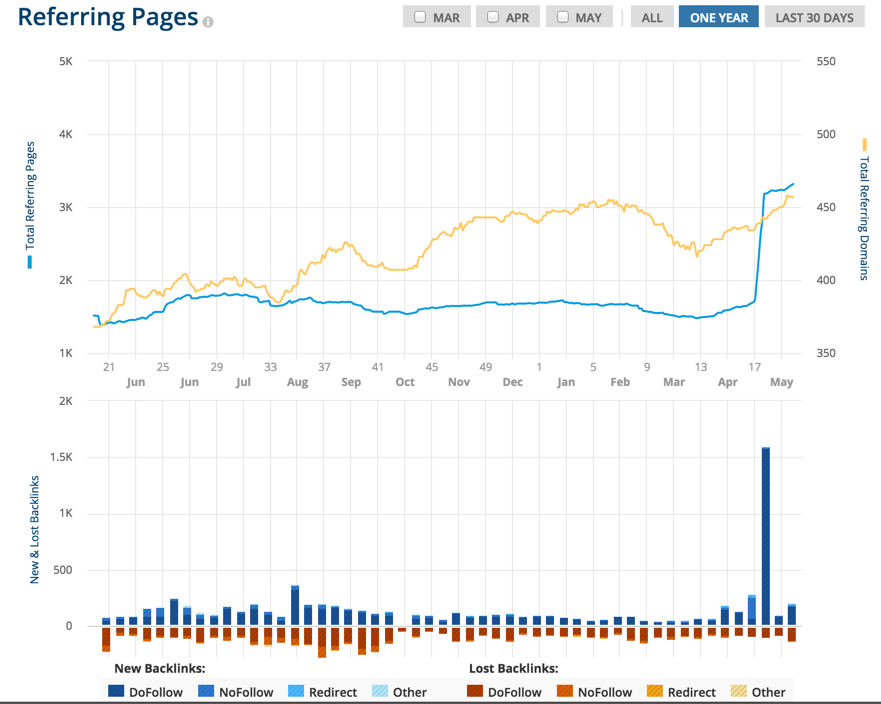 Referring Pages i
MAR APR MAY ALL ONE YEAR LAST 30 DAYS
5K 550
4K 500
3K 450
2K 400
1K 350
Total Referring Pages
Total Referring Domains
21 25 29 33 37 41 45 49 1 5 9 13 17
Jun Jun Jul Aug Sep Oct Nov Dec Jan Feb Mar Apr May
2K
1.5K
1K
500
0
New & Lost Backlinks
New Backlinks: Lost Backlinks:
DoFollow NoFollow Redirect Other DoFollow NoFollow Redirect Other